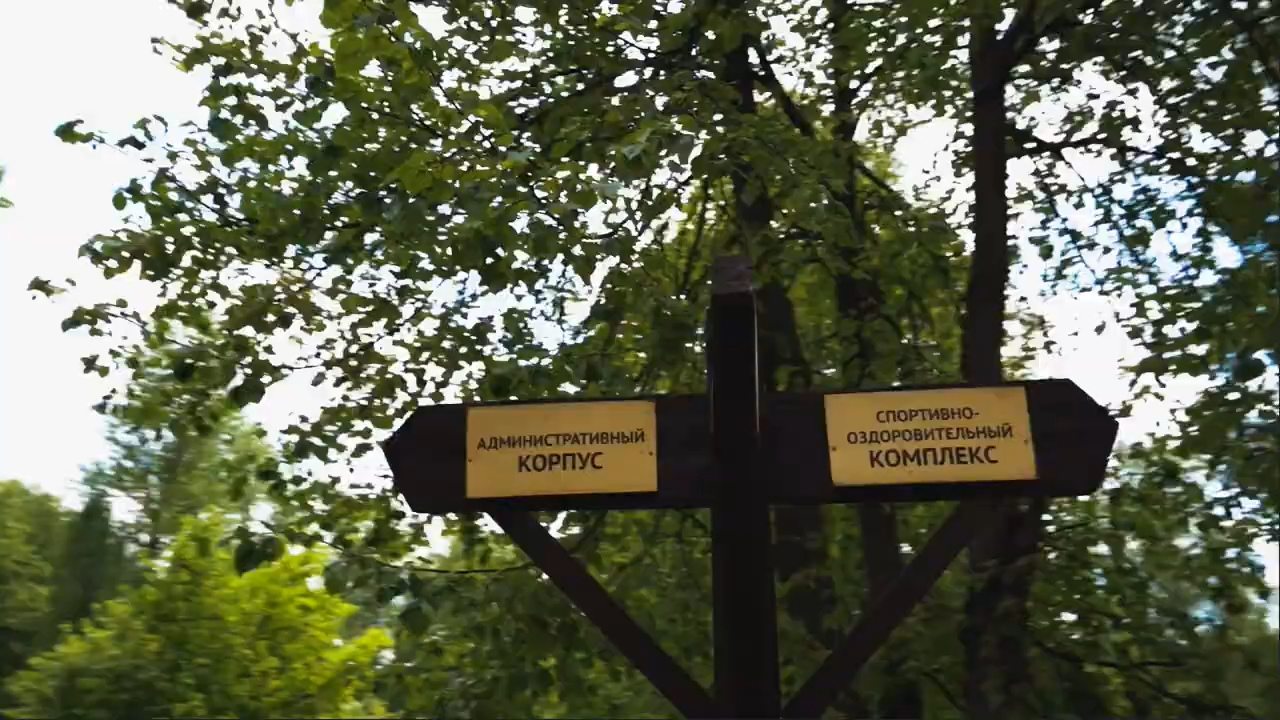 АДМИНИСТРАТИВНЫЙ
КОРПУС
СПОРТИВНО-
ОЗДОРОВИТЕЛЬНЫЙ
КОМПЛЕКС